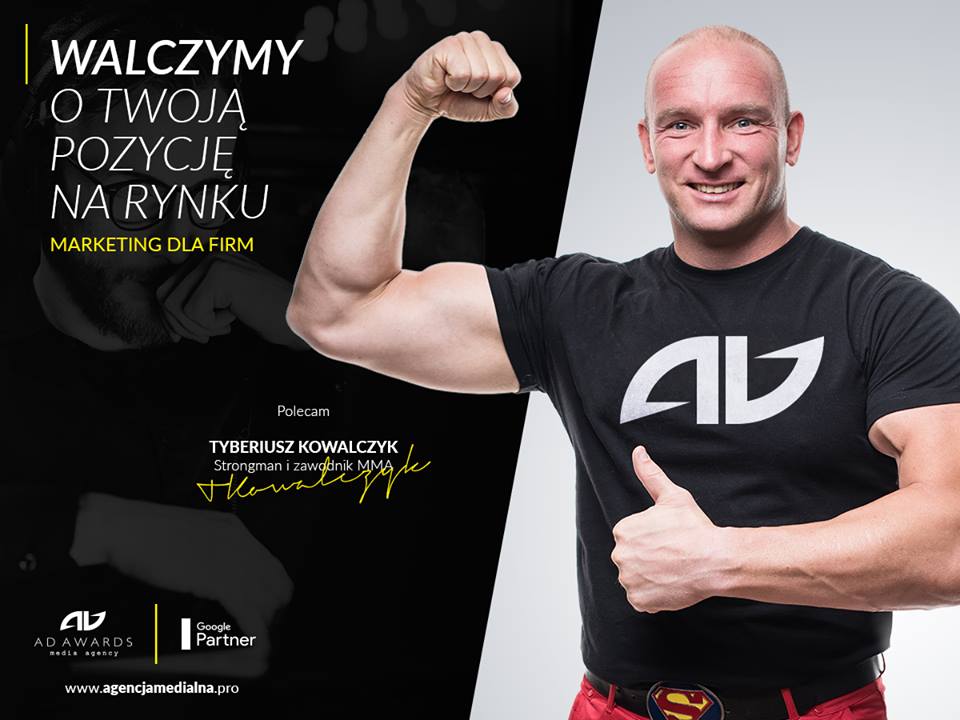 WALCZYMY
O TWOJĄ
POZYCJĘ
NA RYNKU
MARKETING DLA FIRM
Polecam
TYBERIUSZ KOWALCZYK
Strongman i zawodnik MMA
TKowalczyk
AD AWARDS
media agency
Google
Partner
www.agencjamedialna.pro